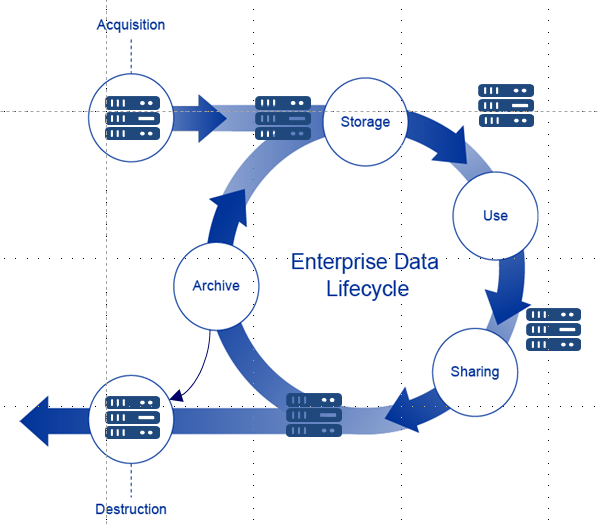 Acquisition
Storage
Use
Enterprise Data
Lifecycle
Archive
Sharing
Destruction